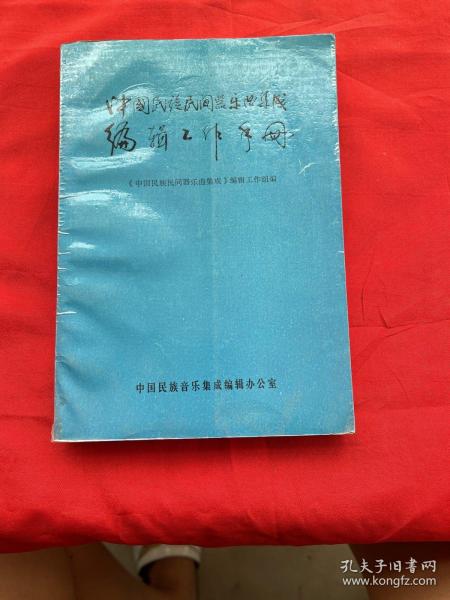 中国民族民间器乐曲集成
编辑工作手册
《中国民族民间器乐曲集成》编辑工作组编
中国民族音乐集成编辑办公室
孔夫子旧书网
www.kongfz.com